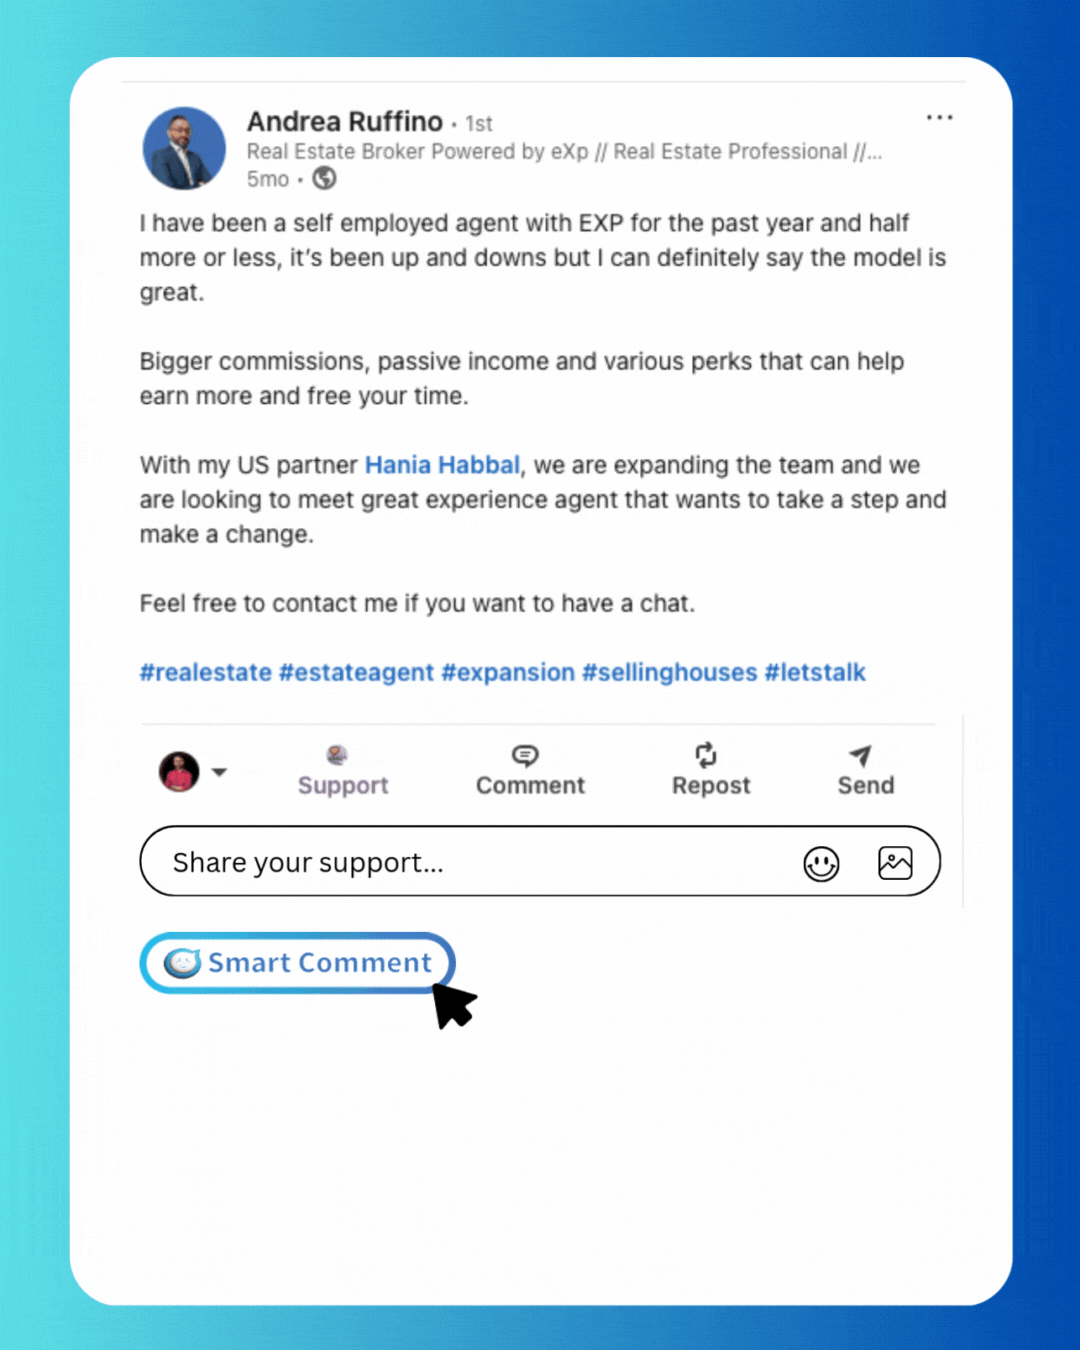 Andrea Ruffino • 1st
Real Estate Broker Powered by eXp // Real Estate Professional //...
5mo •
I have been a self employed agent with EXP for the past year and half
more or less, it’s been up and downs but I can definitely say the model is
great.
Bigger commissions, passive income and various perks that can help
earn more and free your time.
With my US partner Hania Habbal, we are expanding the team and we
are looking to meet great experience agent that wants to take a step and
make a change.
Feel free to contact me if you want to have a chat.
#realestate #estateagent #expansion #sellinghouses #letstalk
Support Comment Repost Send
Share your support...
Smart Comment